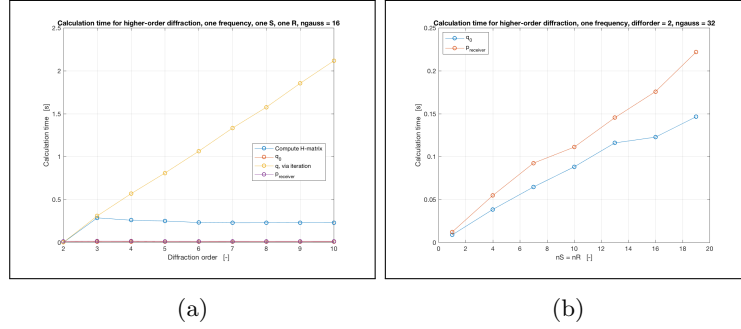 Calculation time for higher-order diffraction, one frequency, one S, one R, ngauss = 16
2.5
2
1.5
1
0.5
0
Calculation time [s]
Compute H-matrix
q0
q, via iteration
preceiver
2 3 4 5 6 7 8 9 10
Diffraction order [-]
(a)
Calculation time for higher-order diffraction, one frequency, difforder = 2, ngauss = 32
0.25
0.2
0.15
0.1
0.05
0
Calculation time [s]
q0
preceiver
0 2 4 6 8 10 12 14 16 18 20
nS = nR [-]
(b)